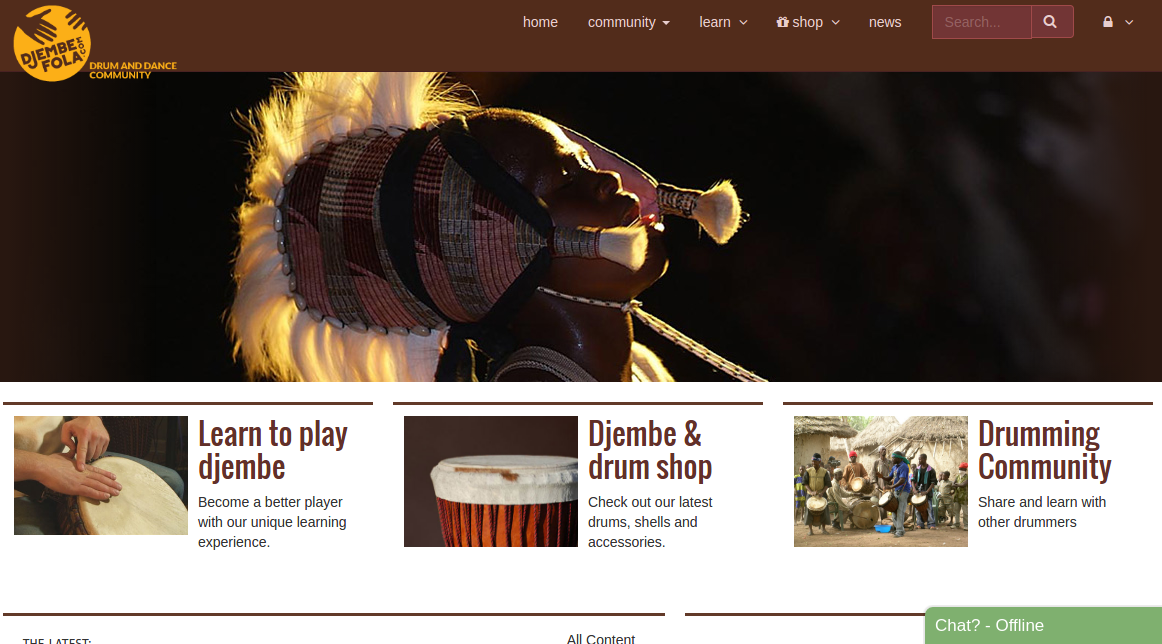 home community learn shop news Search...
DJEMBE
FOLA
.COM
DRUM AND DANCE
COMMUNITY
Learn to play
djembe
Become a better player
with our unique learning
experience.
Djembe &
drum shop
Check out our latest
drums, shells and
accessories.
Drumming
Community
Share and learn with
other drummers
THE LATEST:
All Content
Chat? - Offline